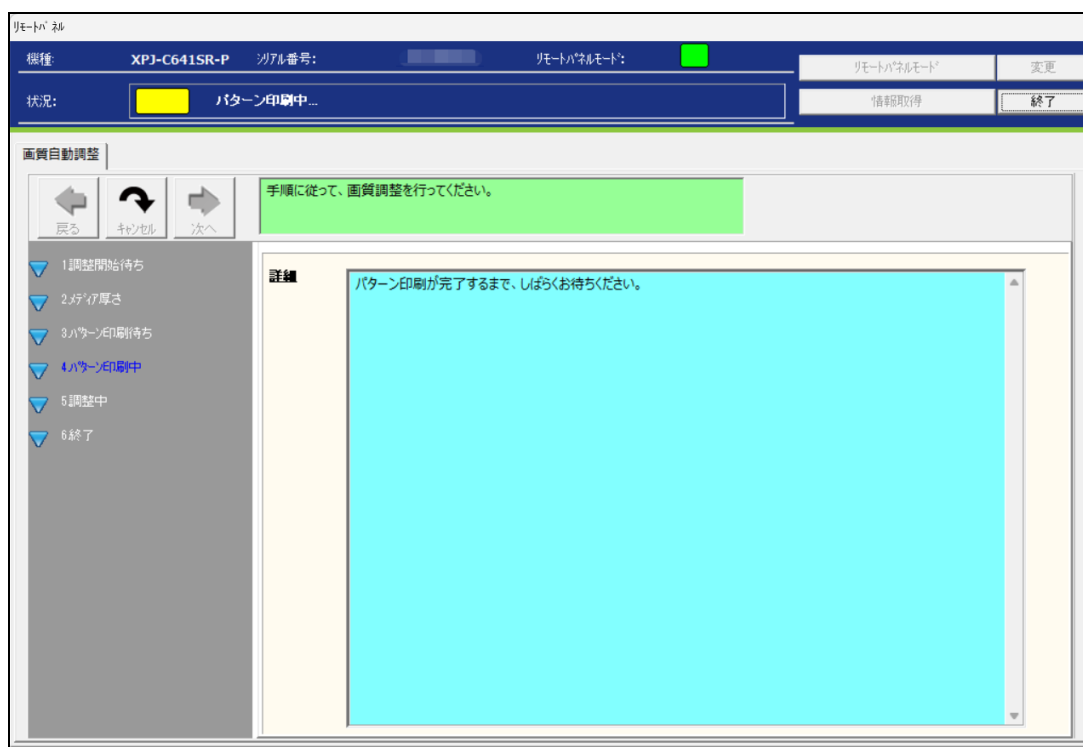 リモートパネル
機種: XPJ-C641SR-P シリアル番号: リモートパネルモード: リモートパネルモード 変更
状況: パターン印刷中... 情報取得 終了
画質自動調整
戻る キャンセル 次へ 手順に従って、画質調整を行ってください。
1.調整開始待ち
2.メディア厚さ
3.パターン印刷待ち
4.パターン印刷中
5.調整中
6.終了
詳細
パターン印刷が完了するまで、しばらくお待ちください。